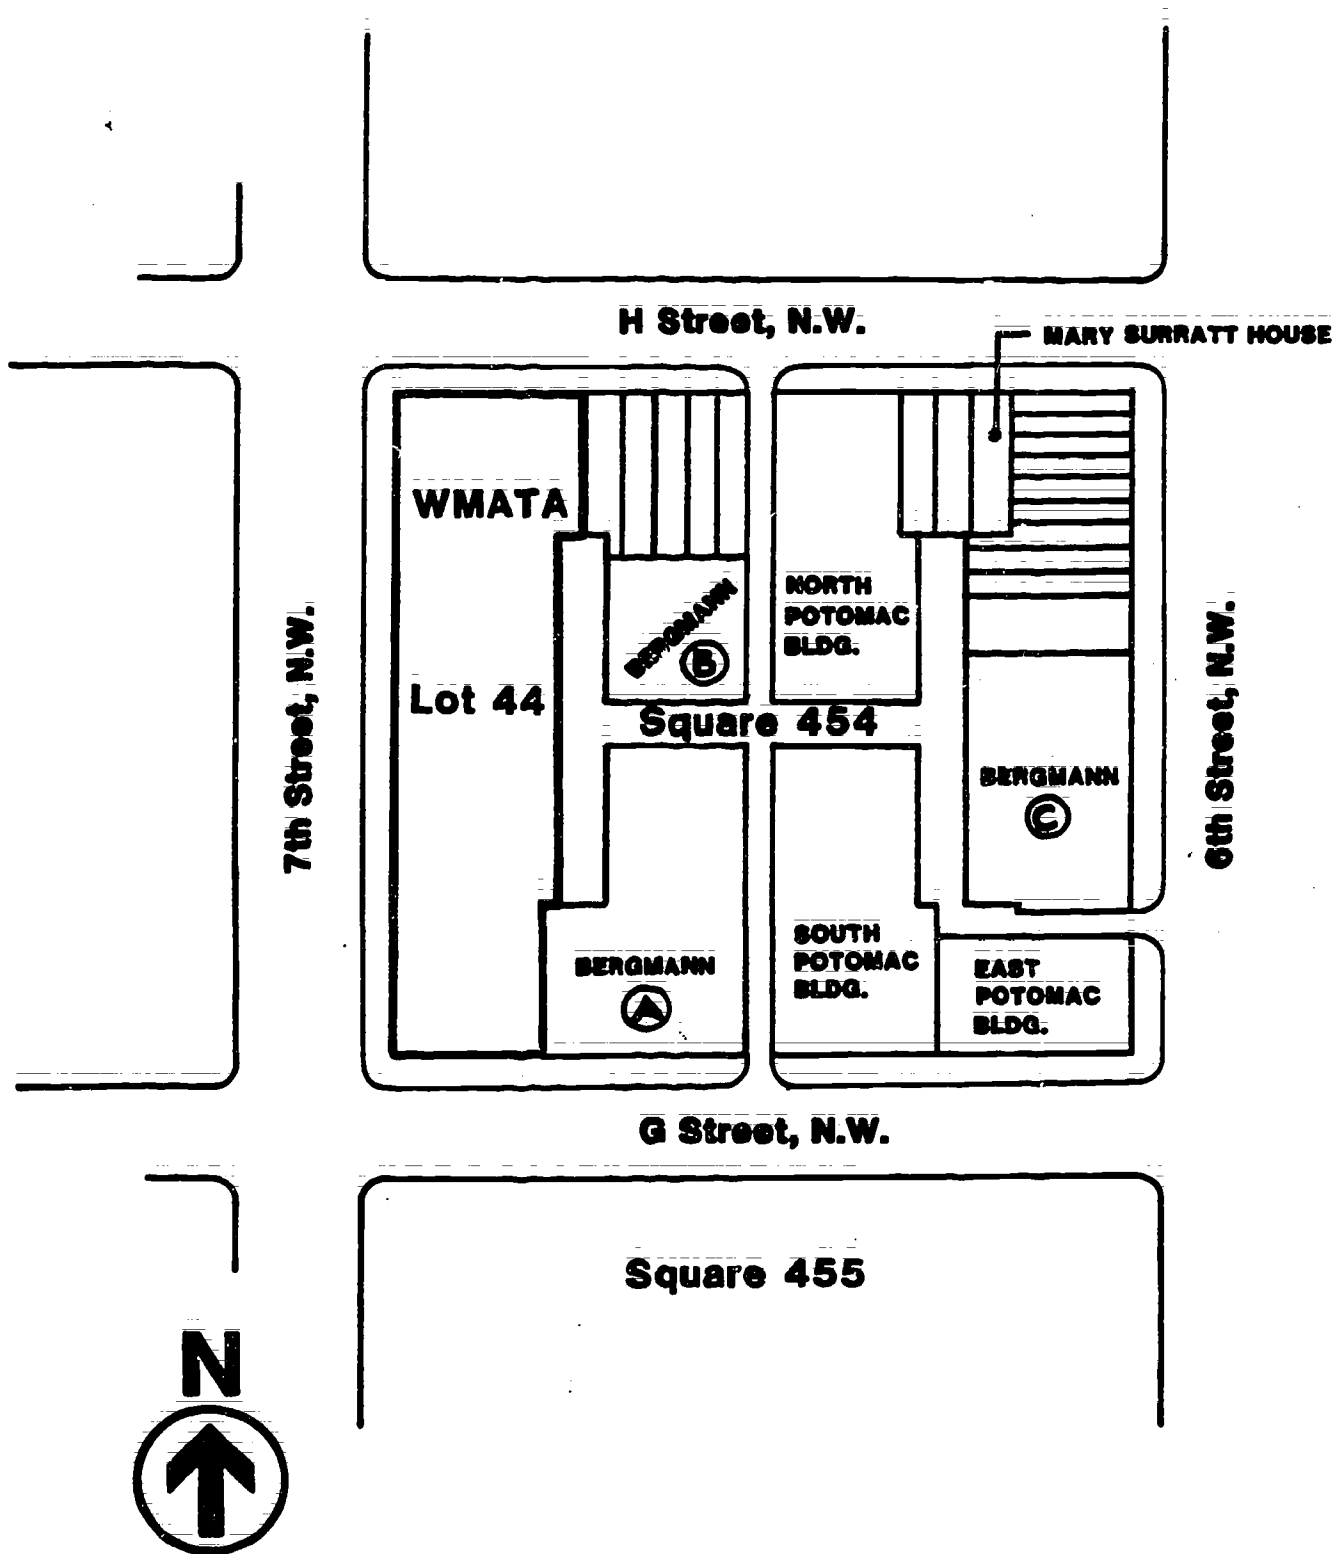 H Street, N.W.
MARY SURRATT HOUSE
WMATA
Lot 44
BERGMANN
B
NORTH
POTOMAC
BLDG.
Square 454
7th Street, N.W.
6th Street, N.W.
BERGMANN
C
BERGMANN
A
SOUTH
POTOMAC
BLDG.
EAST
POTOMAC
BLDG.
G Street, N.W.
Square 455
N